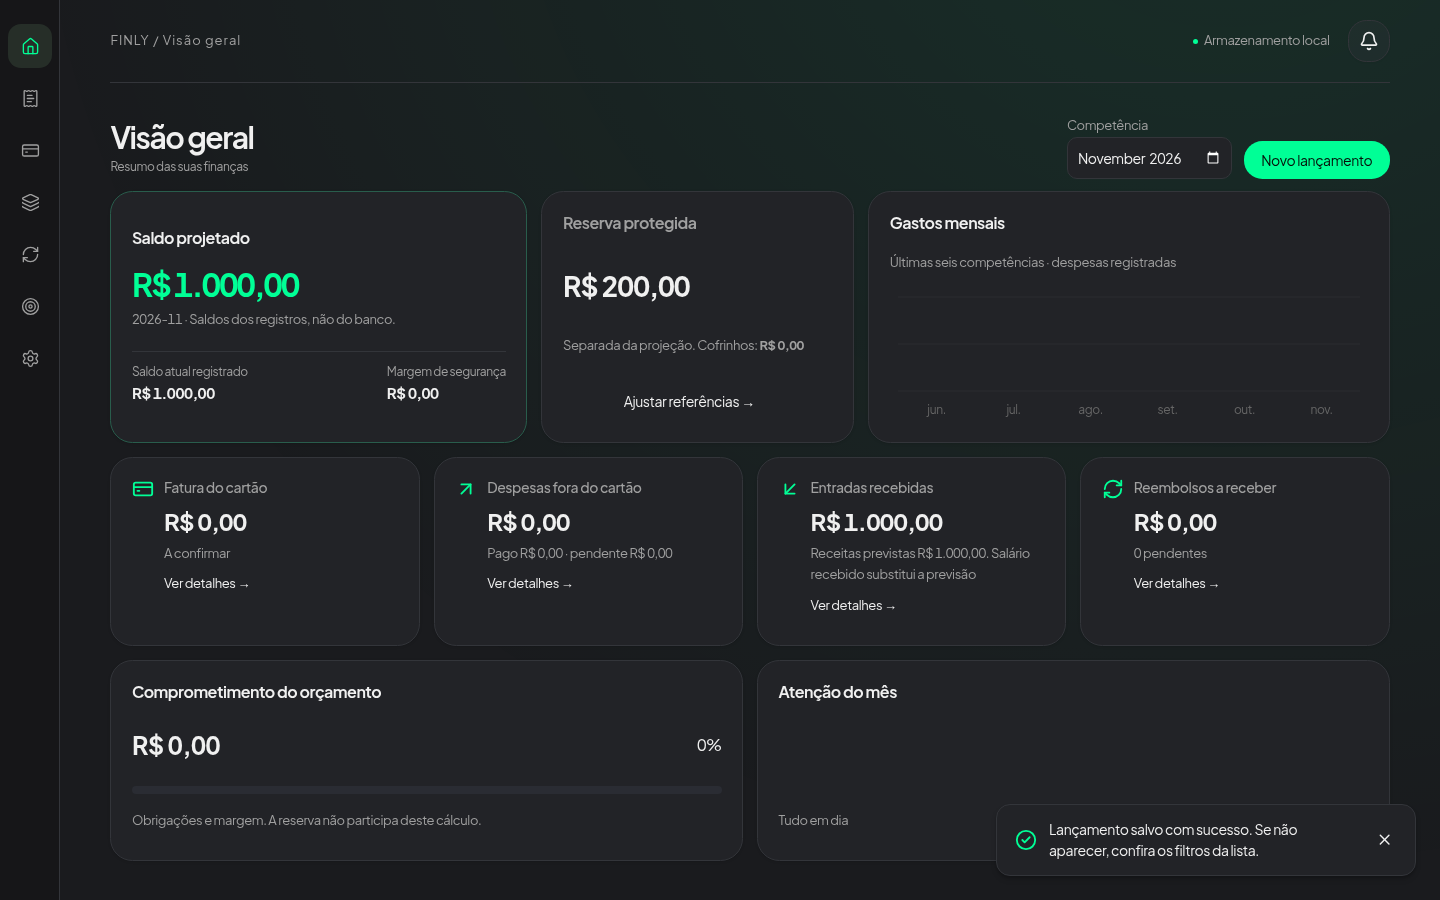 FINLY / Visão geral
Armazenamento local
Visão geral
Resumo das suas finanças
Competência
November 2026
Novo lançamento
Saldo projetado
R$ 1.000,00
2026-11 · Saldos dos registros, não do banco.
Saldo atual registrado
R$ 1.000,00
Margem de segurança
R$ 0,00
Reserva protegida
R$ 200,00
Separada da projeção. Cofrinhos: R$ 0,00
Ajustar referências →
Gastos mensais
Últimas seis competências · despesas registradas
jun. jul. ago. set. out. nov.
Fatura do cartão
R$ 0,00
A confirmar
Ver detalhes →
Despesas fora do cartão
R$ 0,00
Pago R$ 0,00 · pendente R$ 0,00
Ver detalhes →
Entradas recebidas
R$ 1.000,00
Receitas previstas R$ 1.000,00. Salário
recebido substitui a previsão
Ver detalhes →
Reembolsos a receber
R$ 0,00
0 pendentes
Ver detalhes →
Comprometimento do orçamento
R$ 0,00
0%
Obrigações e margem. A reserva não participa deste cálculo.
Atenção do mês
Tudo em dia
Lançamento salvo com sucesso. Se não
aparecer, confira os filtros da lista.